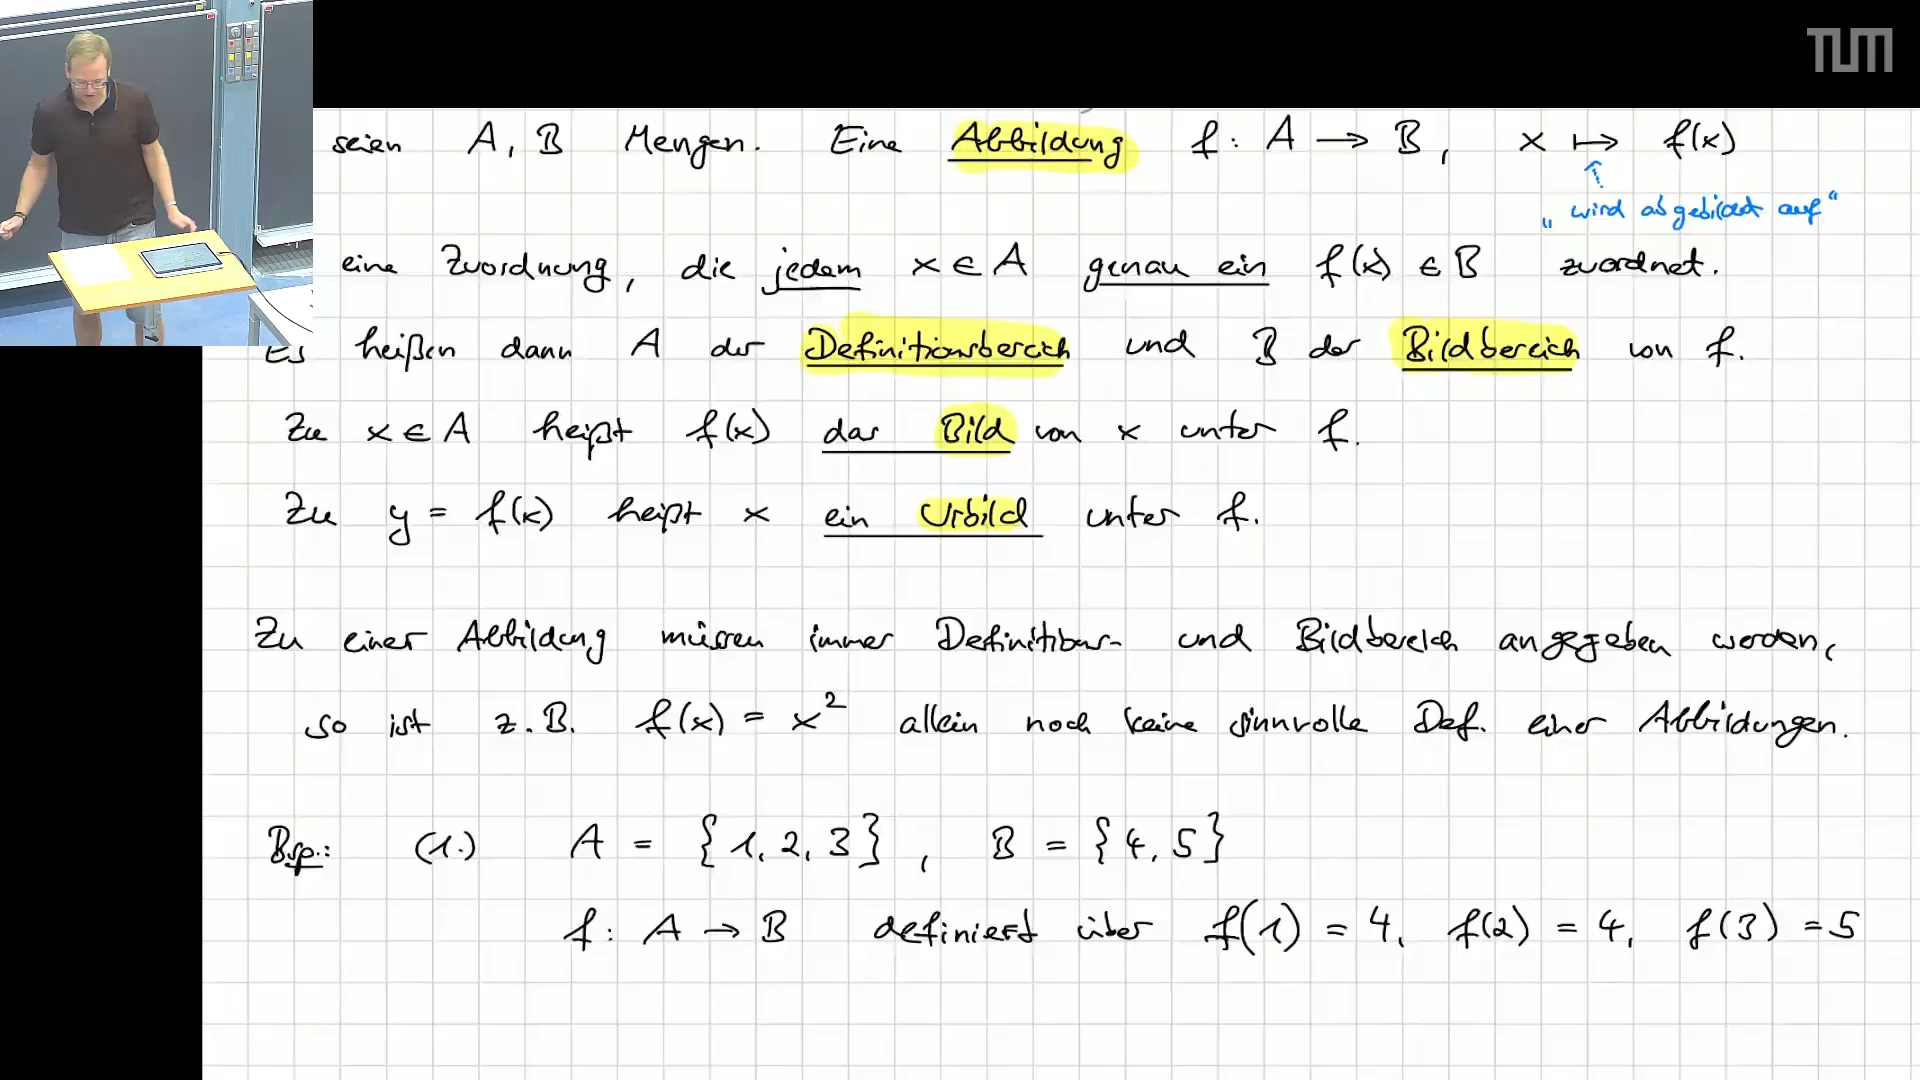 TUM
seien A, B Mengen. Eine Abbildung f: A → B, x ↦ f(x)
„wird abgebildet auf“
eine Zuordnung, die jedem x ∈ A genau ein f(x) ∈ B zuordnet.
Es heißen dann A der Definitionsbereich und B der Bildbereich von f.
Zu x ∈ A heißt f(x) das Bild von x unter f.
Zu y = f(x) heißt x ein Urbild unter f.
Zu einer Abbildung müssen immer Definitions- und Bildbereich angegeben werden,
so ist z.B. f(x) = x² allein noch keine sinnvolle Def. einer Abbildungen.
Bsp.: (1.) A = {1, 2, 3}, B = {4, 5}
f: A → B definiert über f(1) = 4, f(2) = 4, f(3) = 5